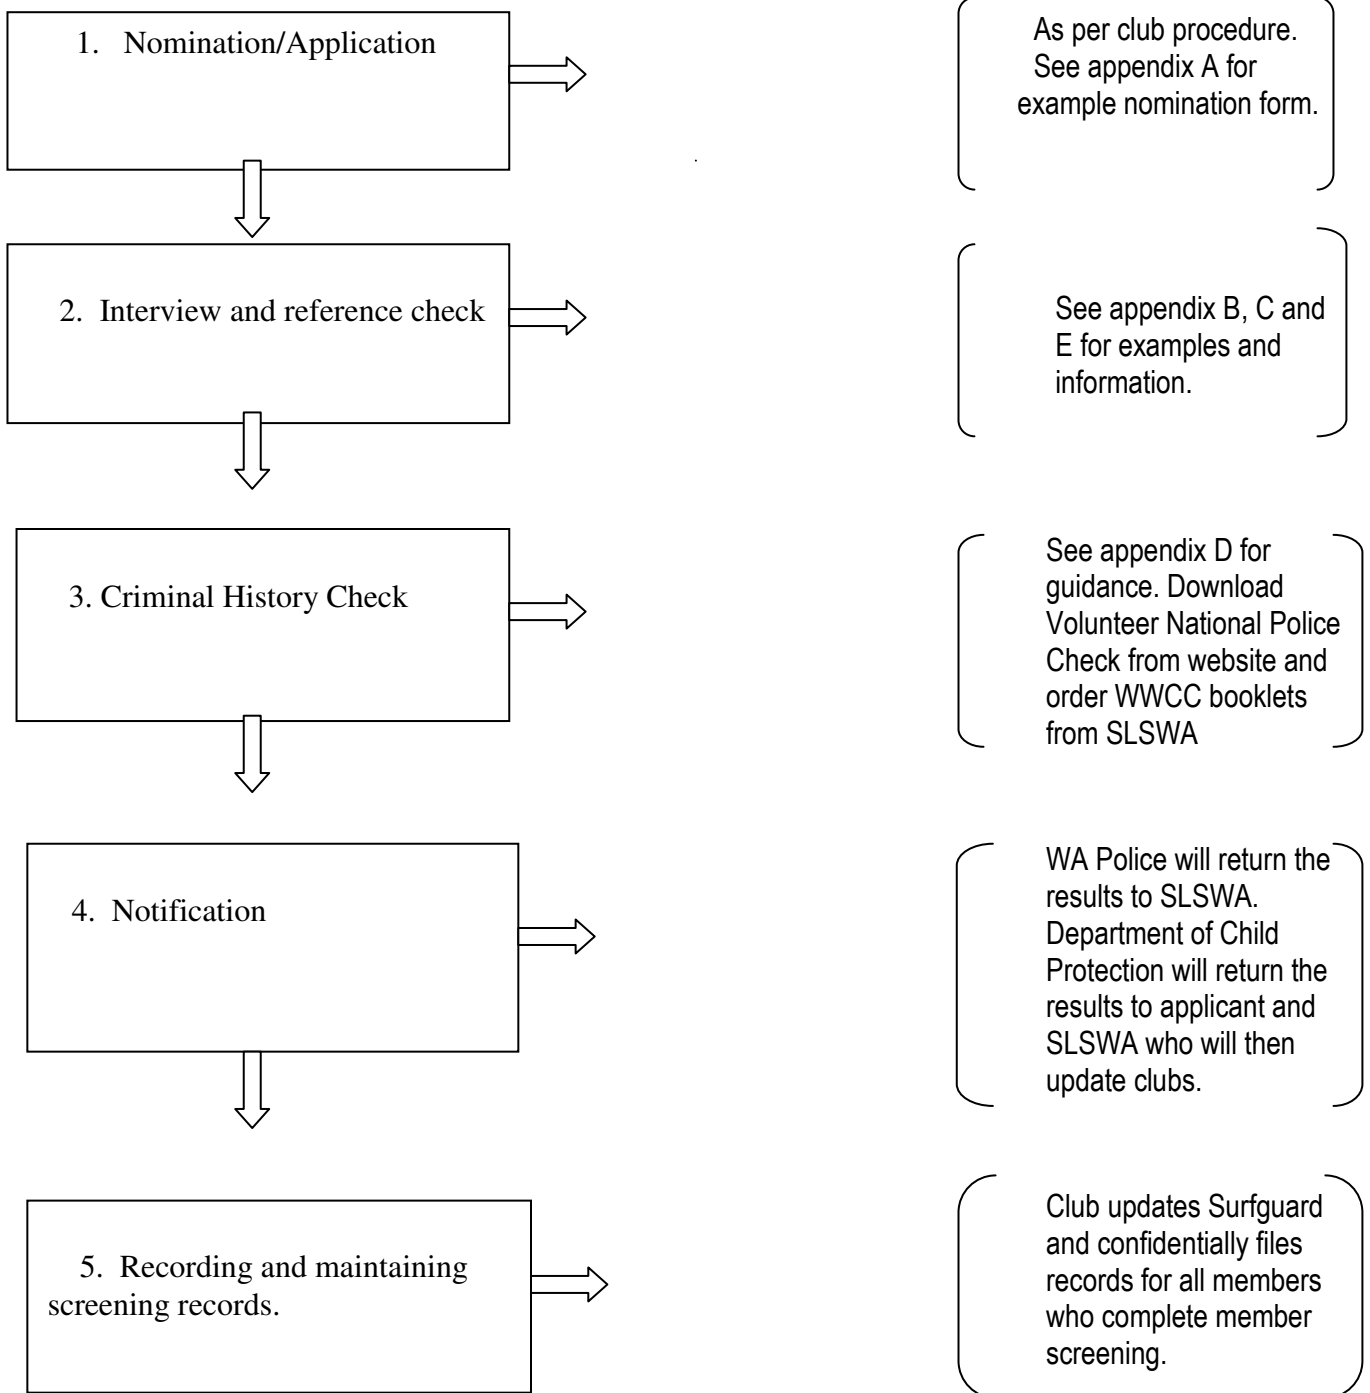 1. Nomination/Application
As per club procedure.
See appendix A for
example nomination form.
2. Interview and reference check
See appendix B, C and
E for examples and
information.
3. Criminal History Check
See appendix D for
guidance. Download
Volunteer National Police
Check from website and
order WWCC booklets
from SLSWA
4. Notification
WA Police will return the
results to SLSWA.
Department of Child
Protection will return the
results to applicant and
SLSWA who will then
update clubs.
5. Recording and maintaining
screening records.
Club updates Surfguard
and confidentially files
records for all members
who complete member
screening.